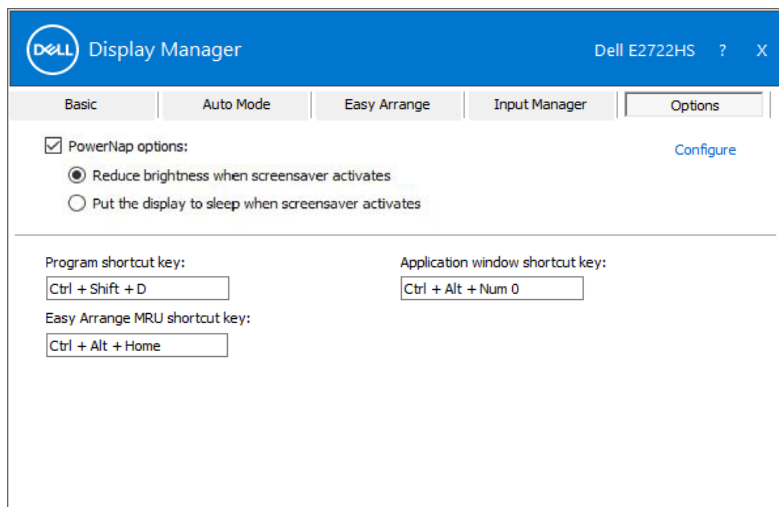 DELL Display Manager Dell E2722HS ? X
Basic Auto Mode Easy Arrange Input Manager Options
PowerNap options: Configure
Reduce brightness when screensaver activates
Put the display to sleep when screensaver activates
Program shortcut key: Application window shortcut key:
Ctrl + Shift + D Ctrl + Alt + Num 0
Easy Arrange MRU shortcut key:
Ctrl + Alt + Home